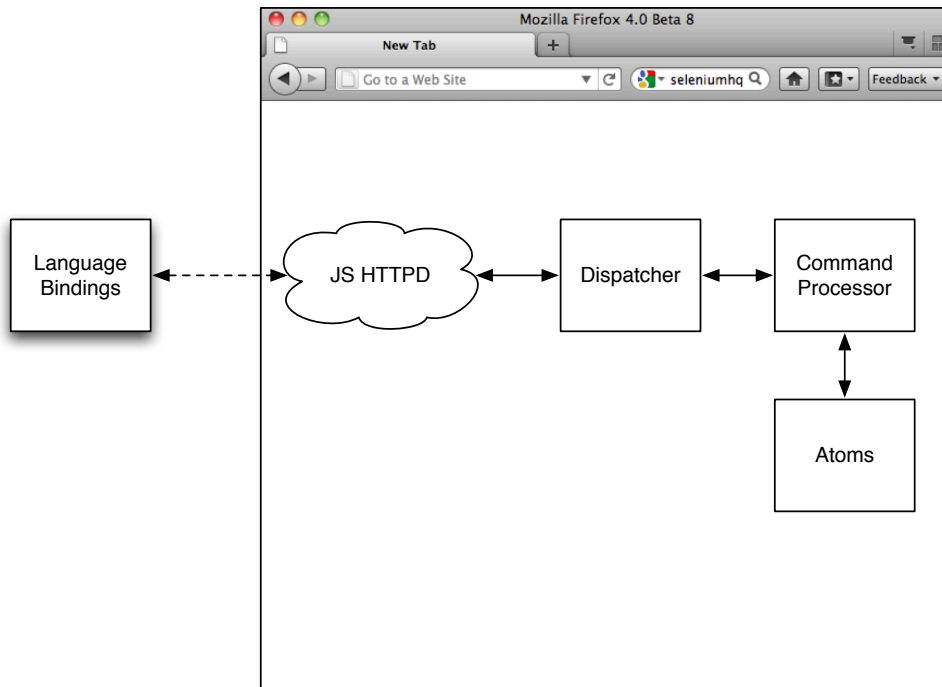 Mozilla Firefox 4.0 Beta 8
New Tab
+
Go to a Web Site
seleniumhq
Feedback
Language
Bindings
JS HTTPD
Dispatcher
Command
Processor
Atoms